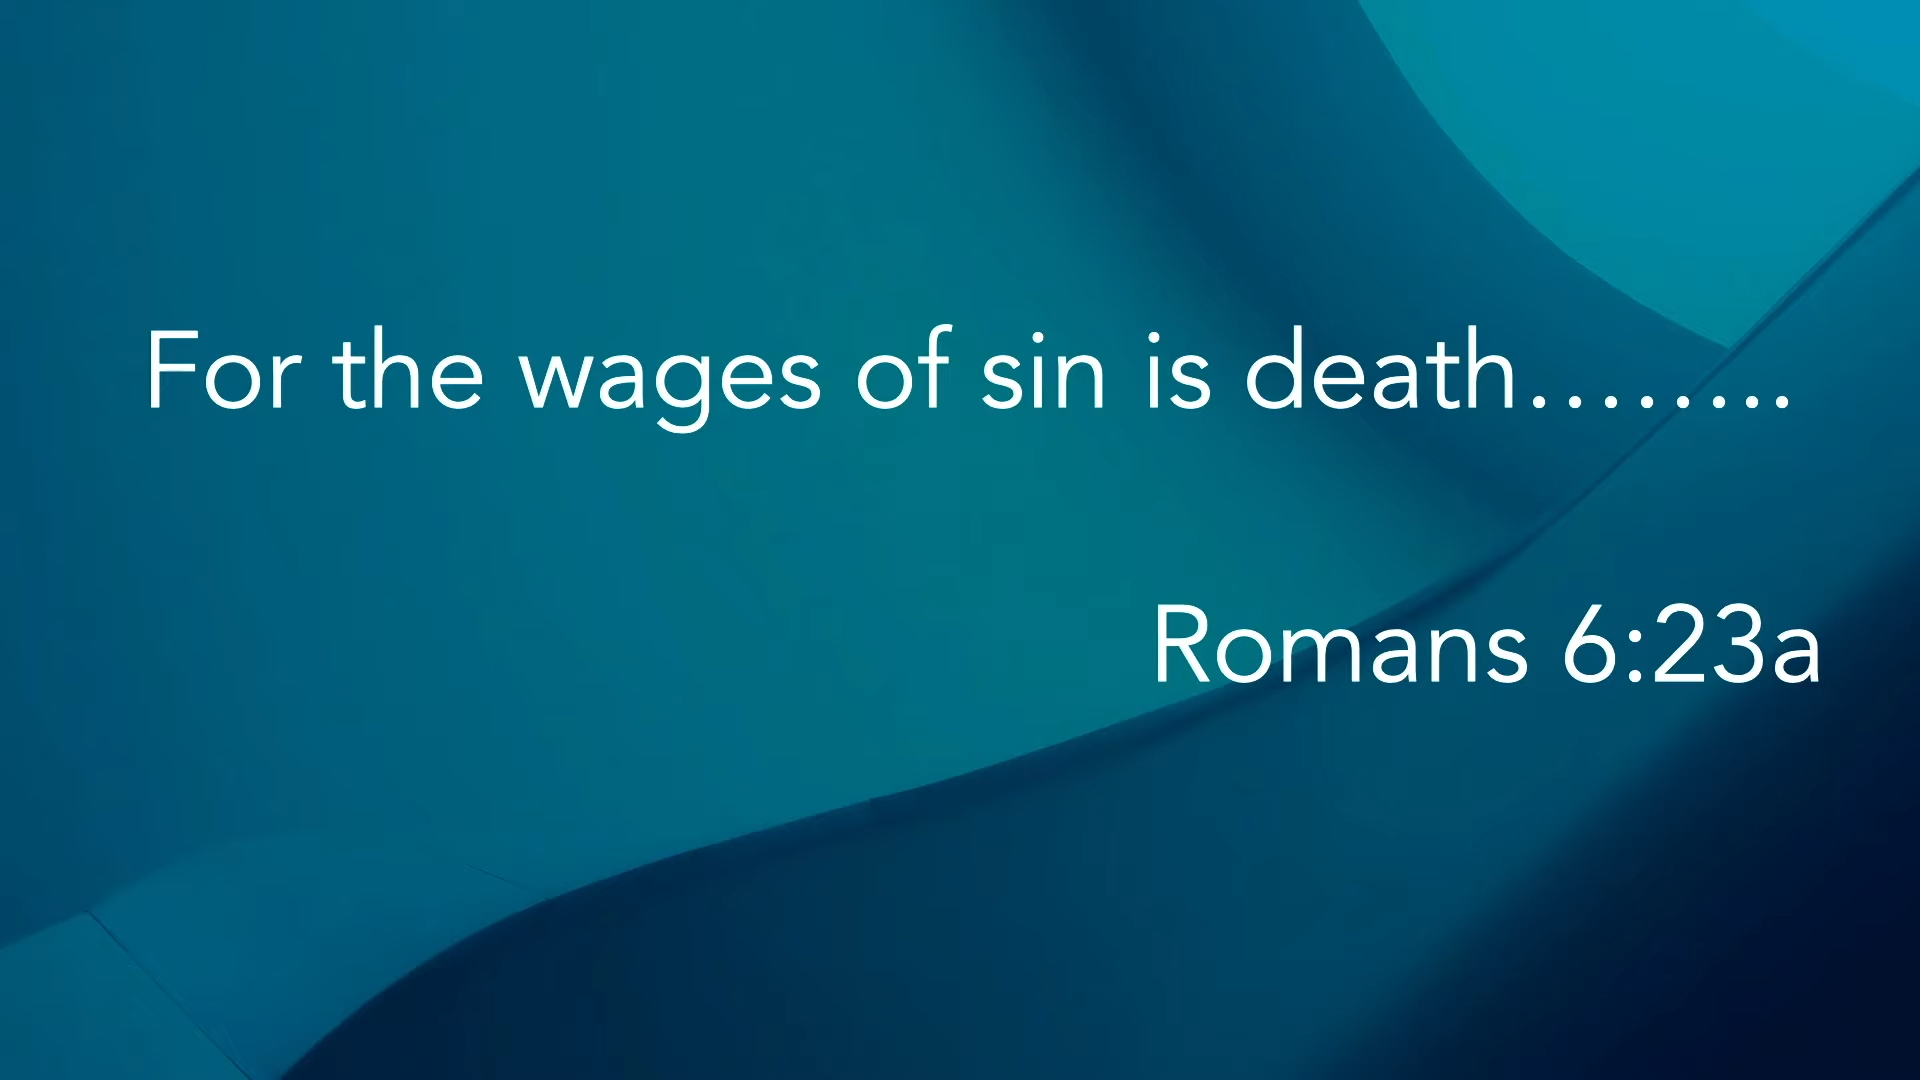 For the wages of sin is death........
Romans 6:23a